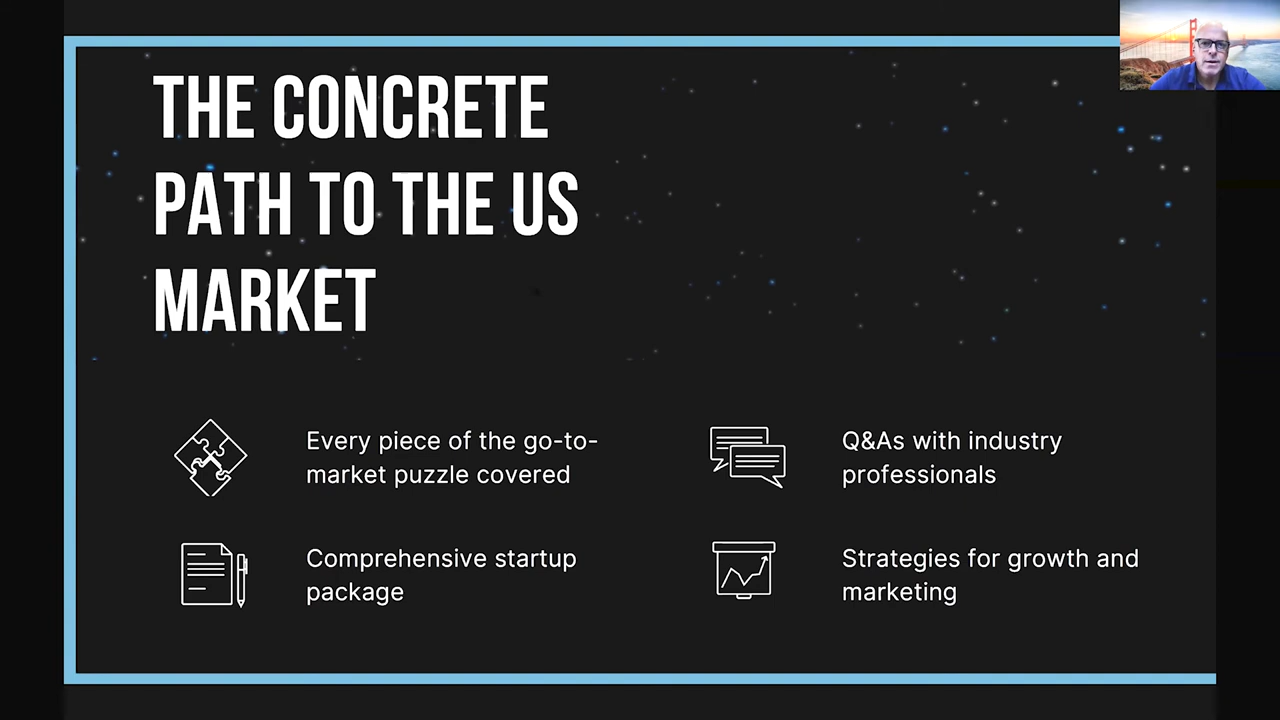 THE CONCRETE
PATH TO THE US
MARKET
Every piece of the go-to-
market puzzle covered
Q&As with industry
professionals
Comprehensive startup
package
Strategies for growth and
marketing